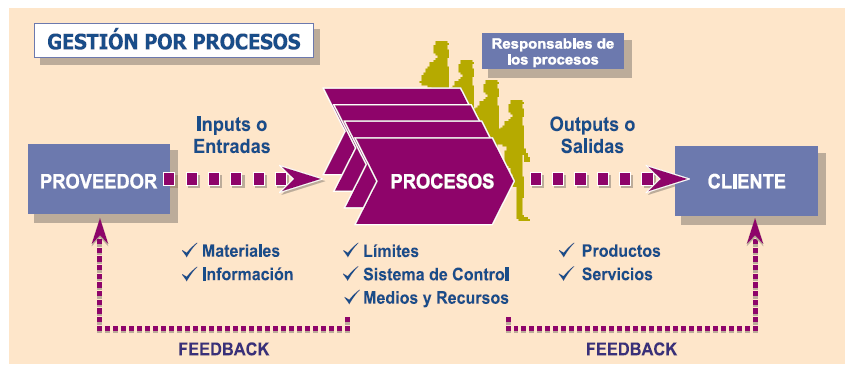 GESTIÓN POR PROCESOS
Responsables de
los procesos
Inputs o
Entradas
Outputs o
Salidas
PROVEEDOR
PROCESOS
CLIENTE
✓ Materiales
✓ Información
✓ Límites
✓ Sistema de Control
✓ Medios y Recursos
✓ Productos
✓ Servicios
FEEDBACK
FEEDBACK